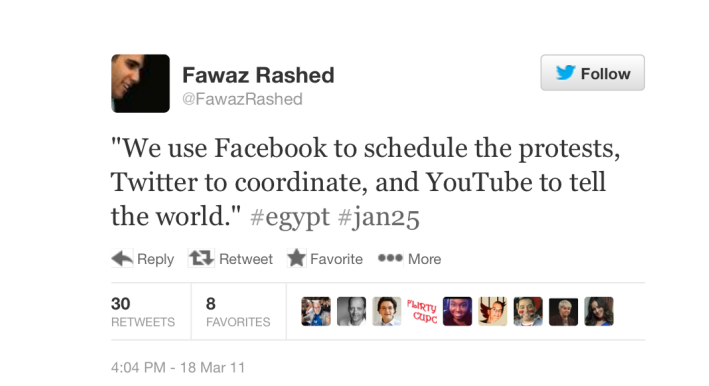 Fawaz Rashed
@FawazRashed
Follow
"We use Facebook to schedule the protests,
Twitter to coordinate, and YouTube to tell
the world." #egypt #jan25
Reply Retweet Favorite More
30
RETWEETS
8
FAVORITES
FLIRTY
CUPC
4:04 PM - 18 Mar 11